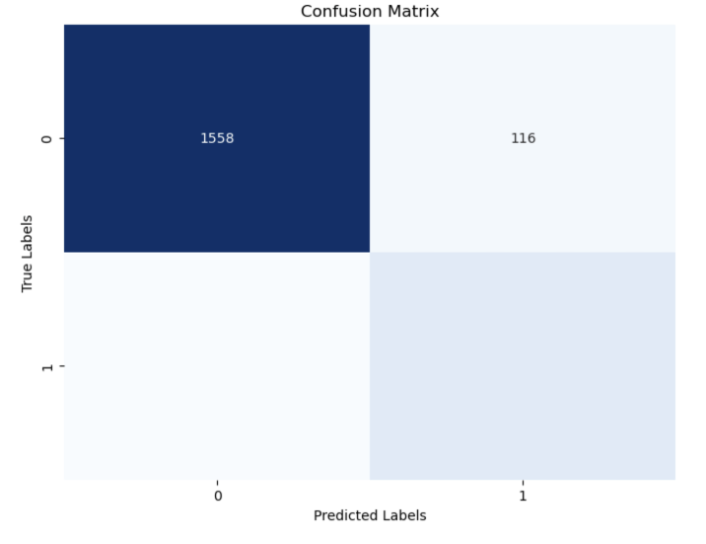 Confusion Matrix
0
1558
116
True Labels
1
0
1
Predicted Labels